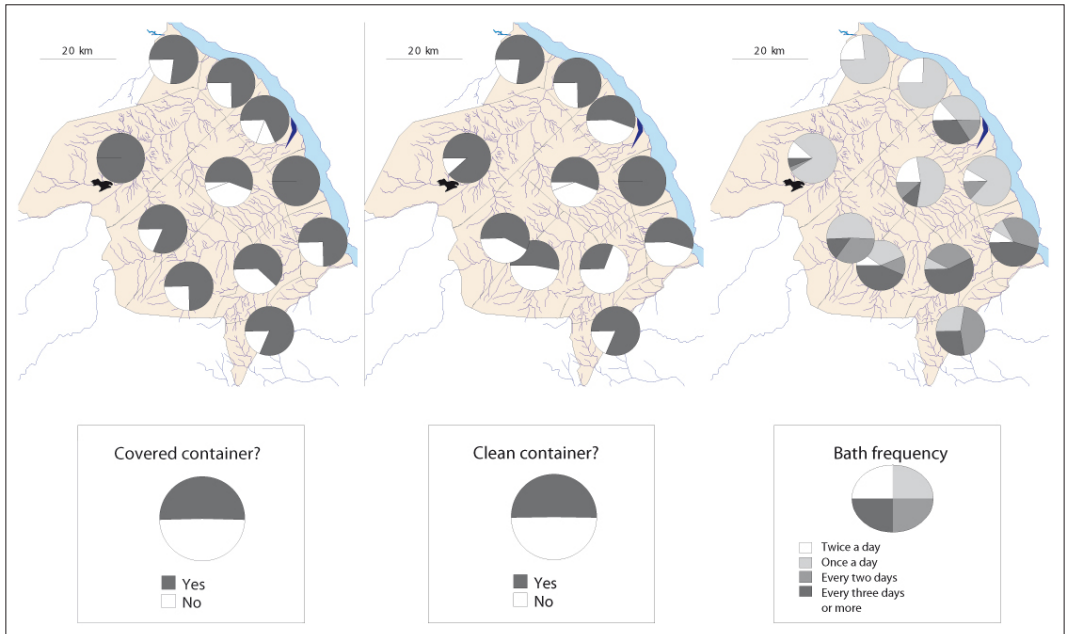 20 km
20 km
20 km
Covered container?
Yes
No
Clean container?
Yes
No
Bath frequency
Twice a day
Once a day
Every two days
Every three days
or more